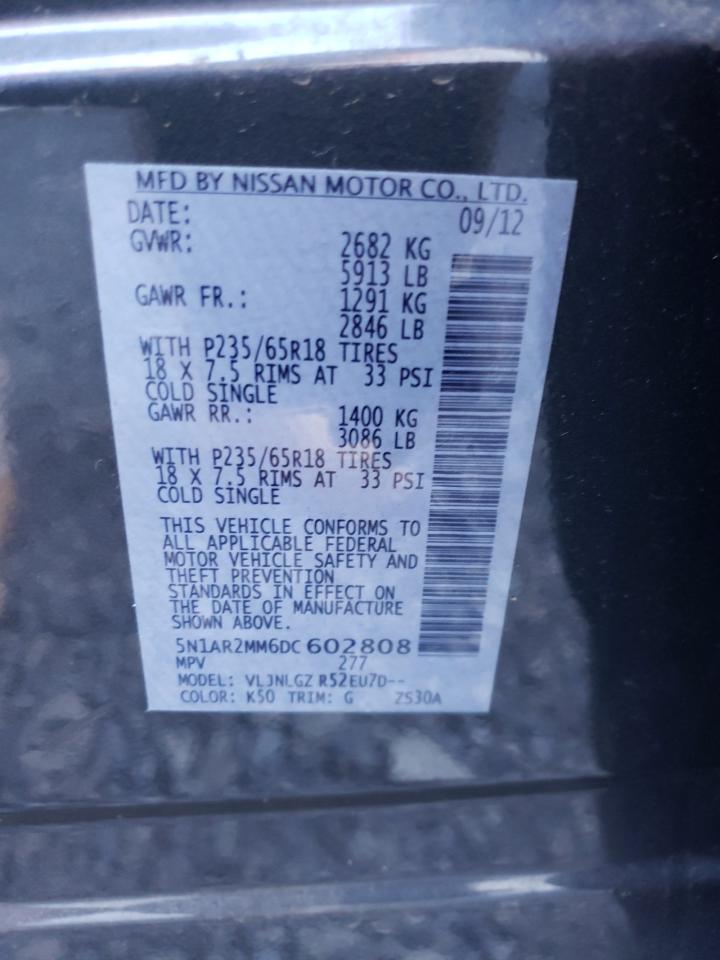 MFD BY NISSAN MOTOR CO., LTD.
DATE: 09/12
GVWR: 2682 KG
5913 LB
GAWR FR.: 1291 KG
2846 LB
WITH P235/65R18 TIRES
18 X 7.5 RIMS AT 33 PSI
COLD SINGLE
GAWR RR.: 1400 KG
3086 LB
WITH P235/65R18 TIRES
18 X 7.5 RIMS AT 33 PSI
COLD SINGLE
THIS VEHICLE CONFORMS TO
ALL APPLICABLE FEDERAL
MOTOR VEHICLE SAFETY AND
THEFT PREVENTION
STANDARDS IN EFFECT ON
THE DATE OF MANUFACTURE
SHOWN ABOVE.
5N1AR2MM6DC602808
MPV 277
MODEL: VLJNLGZ R52EU7D--
COLOR: K50 TRIM: G ZS30A